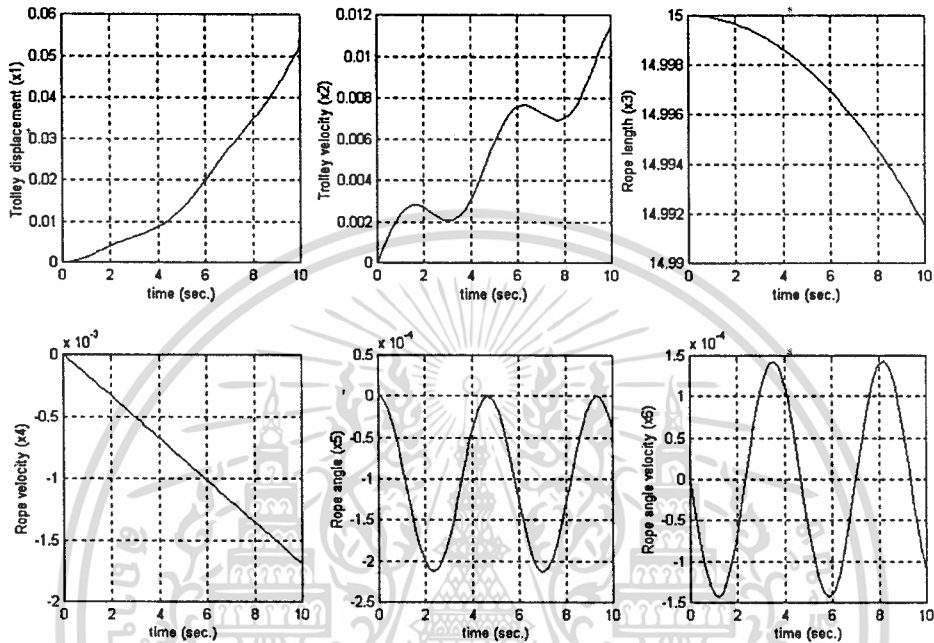 Trolley displacement (x1)
0.06
0.05
0.04
0.03
0.02
0.01
0
0 2 4 6 8 10
time (sec.)
Trolley velocity (x2)
0.012
0.01
0.008
0.006
0.004
0.002
0
0 2 4 6 8 10
time (sec.)
Rope length (x3)
15
14.998
14.996
14.994
14.992
14.99
0 2 4 6 8 10
time (sec.)
x 10⁻³
Rope velocity (x4)
0
-0.5
-1
-1.5
-2
0 2 4 6 8 10
time (sec.)
x 10⁻⁴
Rope angle (x5)
0.5
0
-0.5
-1
-1.5
-2
-2.5
0 2 4 6 8 10
time (sec.)
x 10⁻⁴
Rope angle velocity (x6)
1.5
1
0.5
0
-0.5
-1
-1.5
0 2 4 6 8 10
time (sec.)